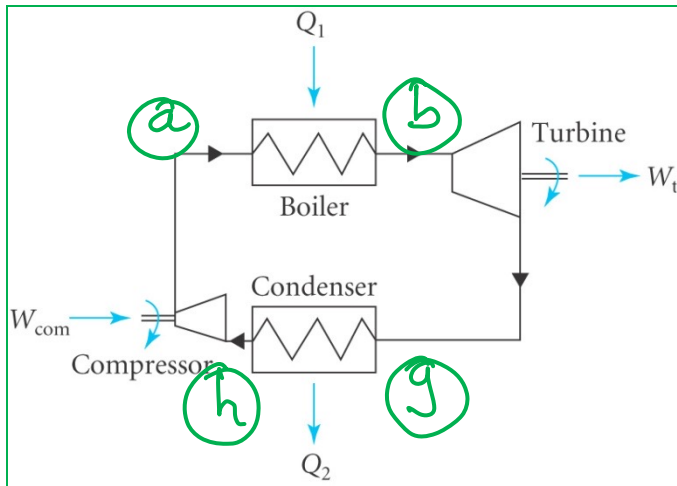 Q1
a
b
Turbine
Wt
Boiler
Condenser
Wcom
Compressor
h
g
Q2